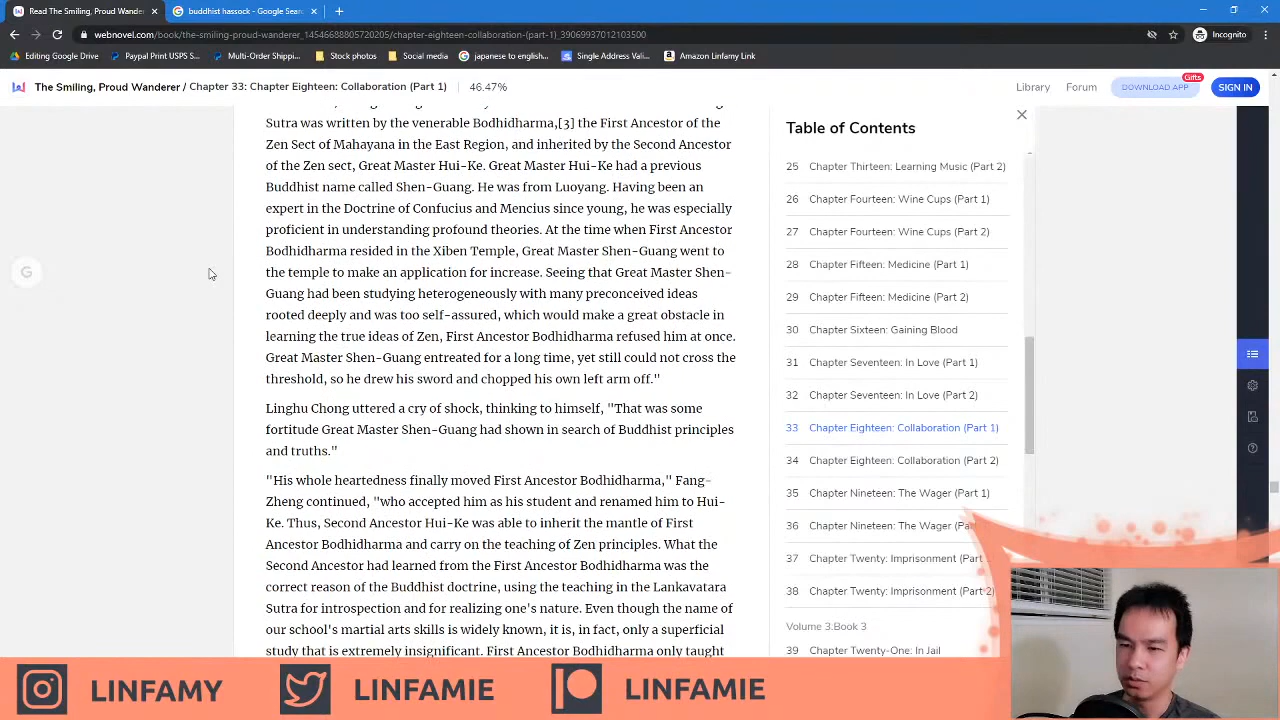 Read The Smiling, Proud Wander
buddhist hassock - Google Sear
webnovel.com/book/the-smiling-proud-wanderer_14546688805720205/chapter-eighteen-collaboration-(part-1)_39069937012103500
Incognito
Editing Google Drive
Paypal Print USPS S...
Multi-Order Shippi...
Stock photos
Social media
japanese to englis...
Single Address Vali...
Amazon Linfamy Link
The Smiling, Proud Wanderer / Chapter 33: Chapter Eighteen: Collaboration (Part 1)
46.47%
Library
Forum
Gifts
DOWNLOAD APP
SIGN IN
Sutra was written by the venerable Bodhidharma,[3] the First Ancestor of the
Zen Sect of Mahayana in the East Region, and inherited by the Second Ancestor
of the Zen sect, Great Master Hui-Ke. Great Master Hui-Ke had a previous
Buddhist name called Shen-Guang. He was from Luoyang. Having been an
expert in the Doctrine of Confucius and Mencius since young, he was especially
proficient in understanding profound theories. At the time when First Ancestor
Bodhidharma resided in the Xiben Temple, Great Master Shen-Guang went to
the temple to make an application for increase. Seeing that Great Master Shen-
Guang had been studying heterogeneously with many preconceived ideas
rooted deeply and was too self-assured, which would make a great obstacle in
learning the true ideas of Zen, First Ancestor Bodhidharma refused him at once.
Great Master Shen-Guang entreated for a long time, yet still could not cross the
threshold, so he drew his sword and chopped his own left arm off."
Linghu Chong uttered a cry of shock, thinking to himself, "That was some
fortitude Great Master Shen-Guang had shown in search of Buddhist principles
and truths."
"His whole heartedness finally moved First Ancestor Bodhidharma," Fang-
Zheng continued, "who accepted him as his student and renamed him to Hui-
Ke. Thus, Second Ancestor Hui-Ke was able to inherit the mantle of First
Ancestor Bodhidharma and carry on the teaching of Zen principles. What the
Second Ancestor had learned from the First Ancestor Bodhidharma was the
correct reason of the Buddhist doctrine, using the teaching in the Lankavatara
Sutra for introspection and for realizing one's nature. Even though the name of
our school's martial arts skills is widely known, it is, in fact, only a superficial
study that is extremely insignificant. First Ancestor Bodhidharma only taught
Table of Contents
25 Chapter Thirteen: Learning Music (Part 2)
26 Chapter Fourteen: Wine Cups (Part 1)
27 Chapter Fourteen: Wine Cups (Part 2)
28 Chapter Fifteen: Medicine (Part 1)
29 Chapter Fifteen: Medicine (Part 2)
30 Chapter Sixteen: Gaining Blood
31 Chapter Seventeen: In Love (Part 1)
32 Chapter Seventeen: In Love (Part 2)
33 Chapter Eighteen: Collaboration (Part 1)
34 Chapter Eighteen: Collaboration (Part 2)
35 Chapter Nineteen: The Wager (Part 1)
36 Chapter Nineteen: The Wager (Pa
37 Chapter Twenty: Imprisonment (Part
38 Chapter Twenty: Imprisonment (Part 2)
Volume 3.Book 3
39 Chapter Twenty-One: In Jail
LINFAMY
LINFAMIE
LINFAMIE